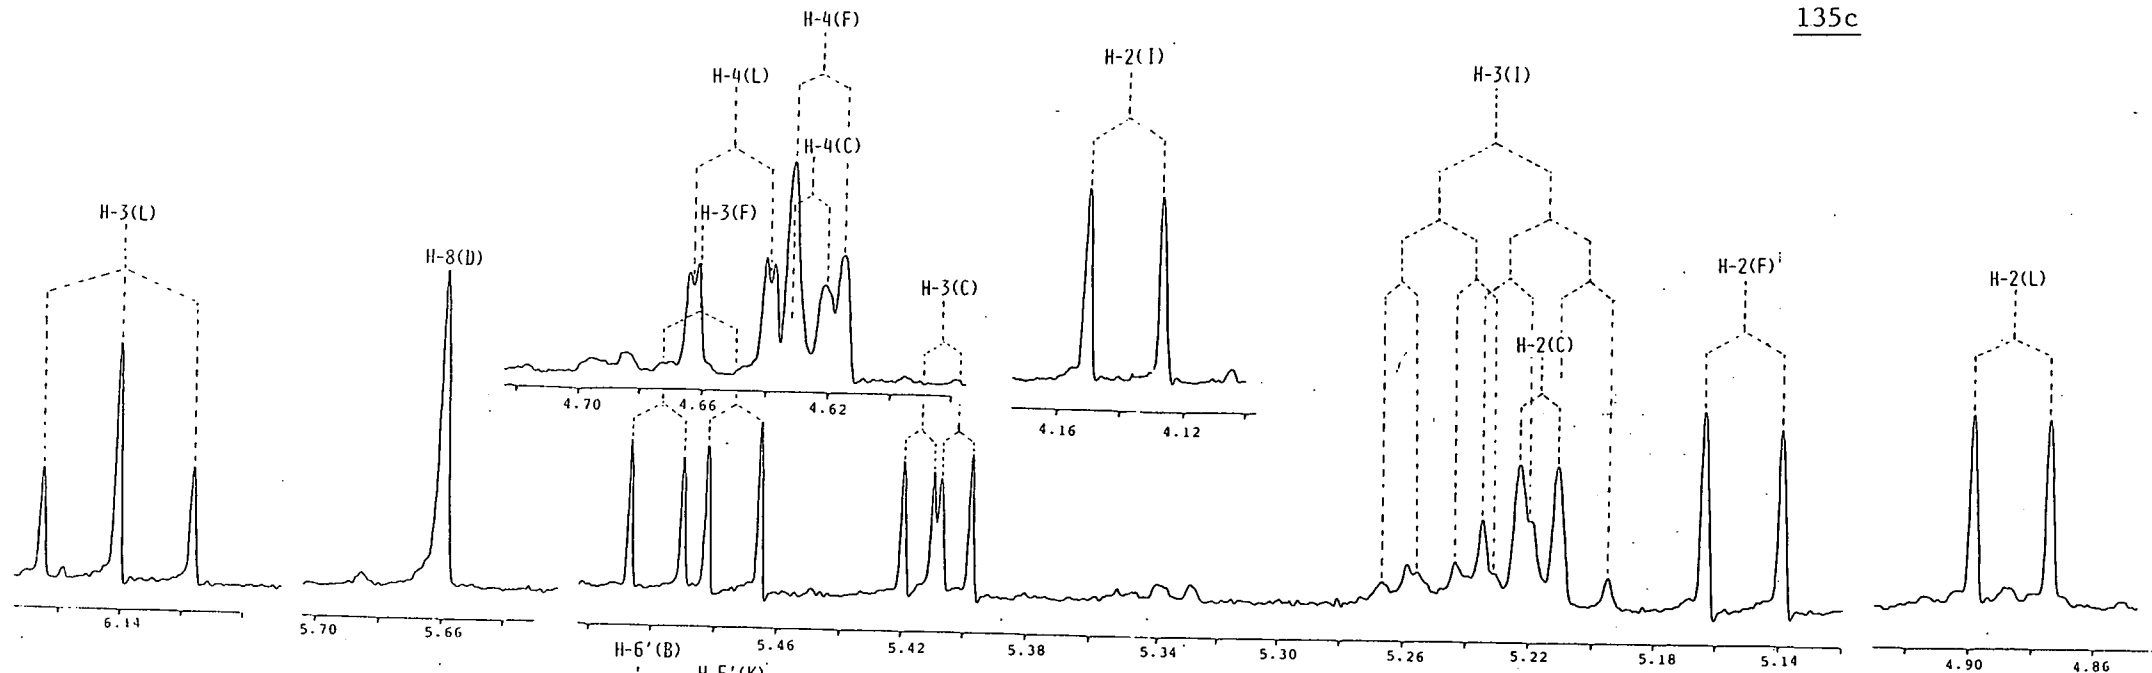 135c
H-4(F)
H-4(L)
H-2(I)
H-3(I)
H-4(C)
H-3(L)
H-3(F)
H-8(D)
H-3(C)
H-2(F)
H-2(L)
H-2(C)
4.70 4.66 4.62
4.16 4.12
6.14
5.70 5.66
5.46 5.42 5.38 5.34 5.30 5.26 5.22 5.18 5.14
4.90 4.86
H-6'(B)